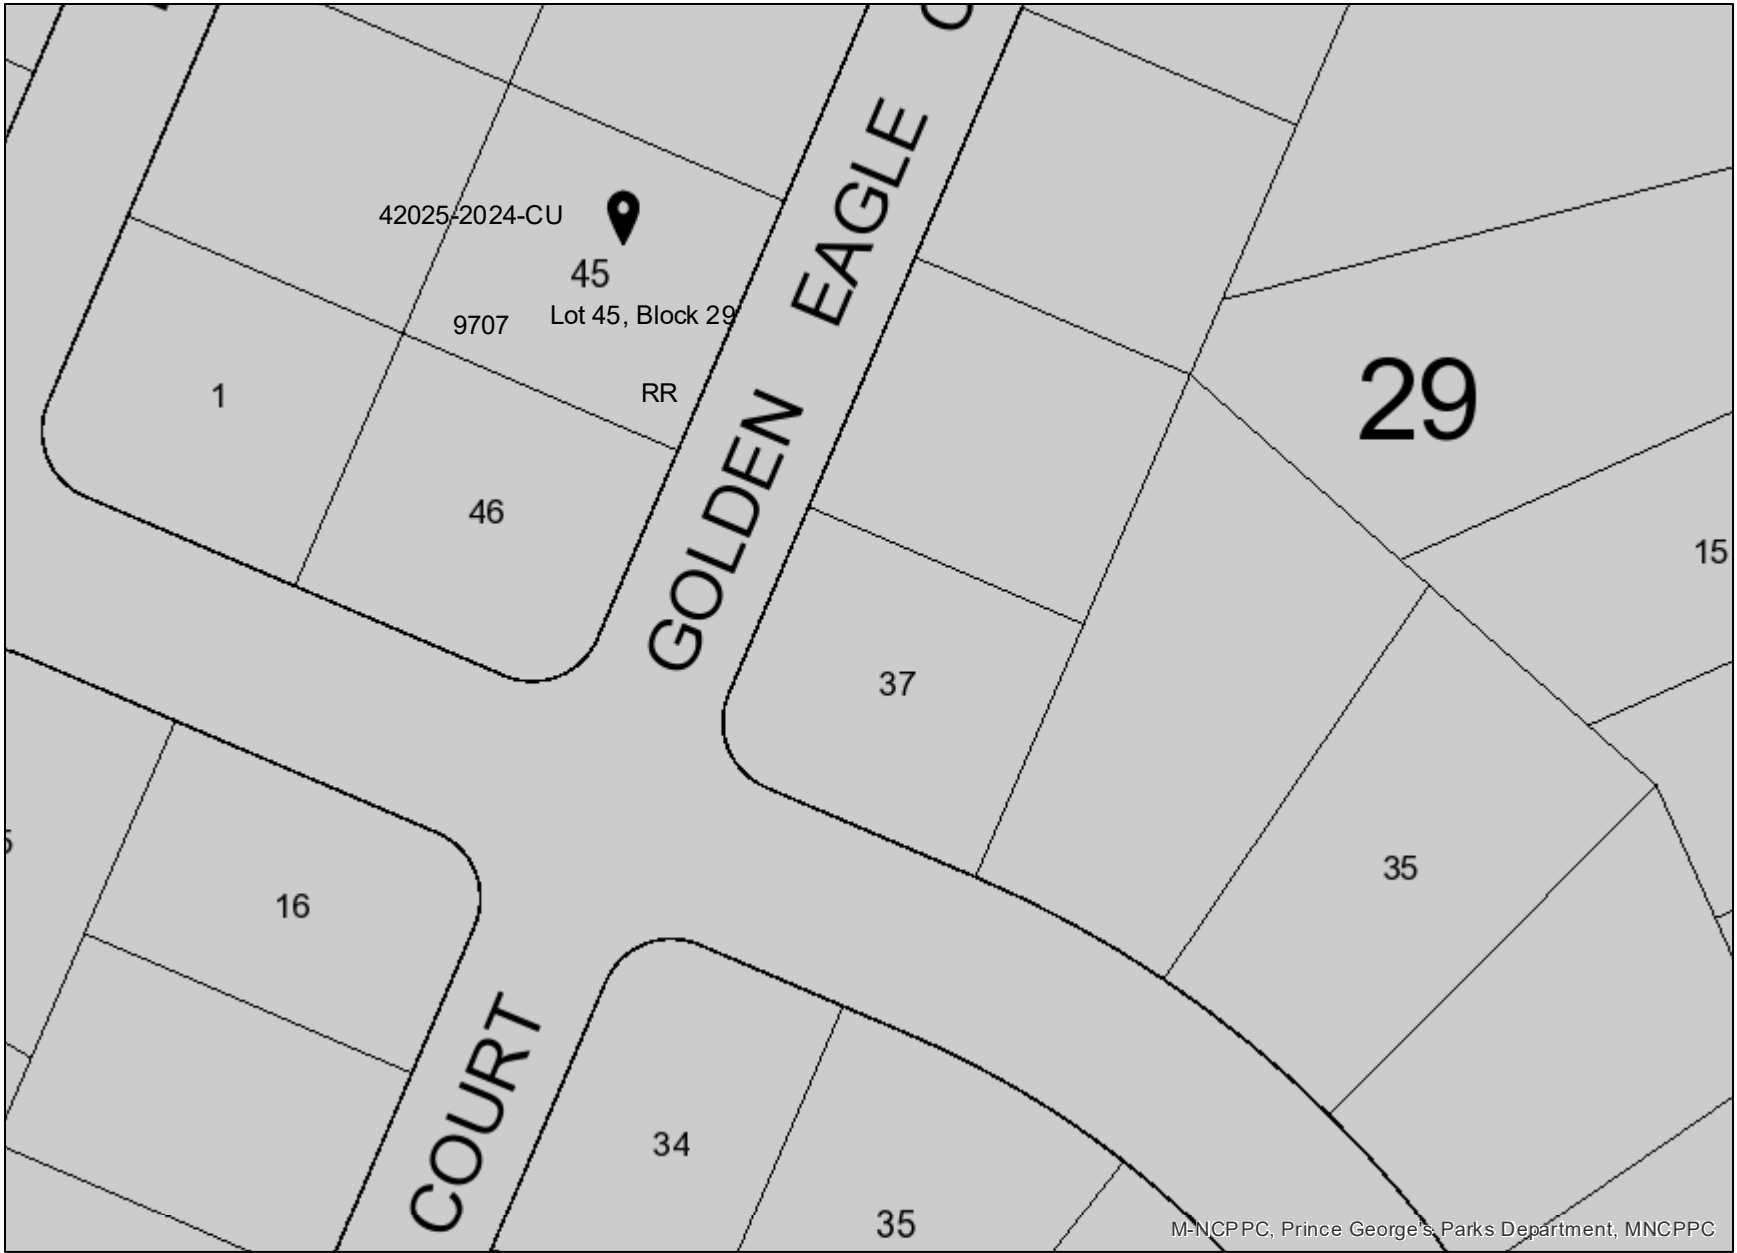 42025-2024-CU
45
Lot 45, Block 29
9707
RR
1
46
GOLDEN EAGLE
29
15
37
35
16
COURT
34
35
M-NCPPC, Prince George's Parks Department, MNCPPC